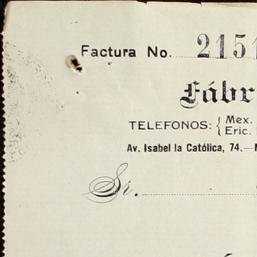 Factura No. 2151
Fábr
TELEFONOS: { Mex.
Eric.
Av. Isabel la Católica, 74.—
Sr.